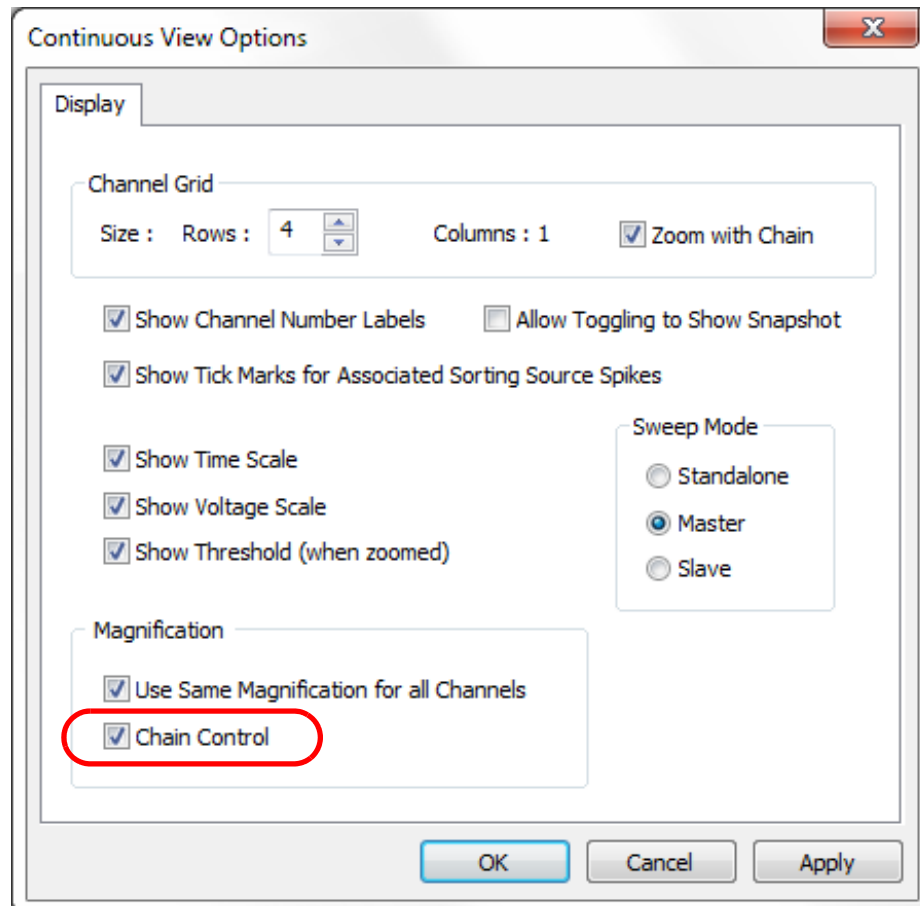 Continuous View Options
Display
Channel Grid
Size : Rows : 4 Columns : 1 Zoom with Chain
Show Channel Number Labels Allow Toggling to Show Snapshot
Show Tick Marks for Associated Sorting Source Spikes
Sweep Mode
Show Time Scale
Standalone
Show Voltage Scale
Master
Show Threshold (when zoomed)
Slave
Magnification
Use Same Magnification for all Channels
Chain Control
OK Cancel Apply